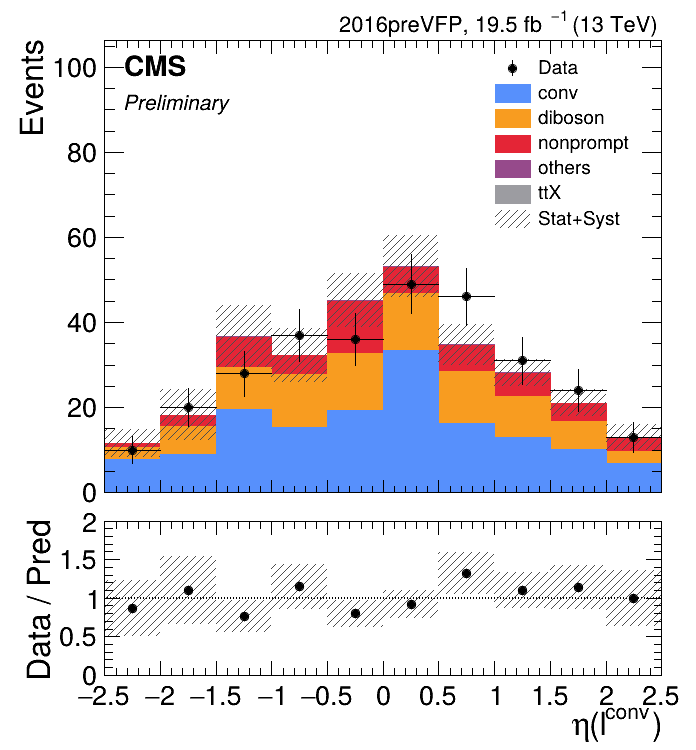 2016preVFP, 19.5 fb⁻¹ (13 TeV)
Events
CMS
Preliminary
Data
conv
diboson
nonprompt
others
ttX
Stat+Syst
100
80
60
40
20
0
Data / Pred
2
1.5
1
0.5
0
−2.5 −2 −1.5 −1 −0.5 0 0.5 1 1.5 2 2.5
η(l^conv)